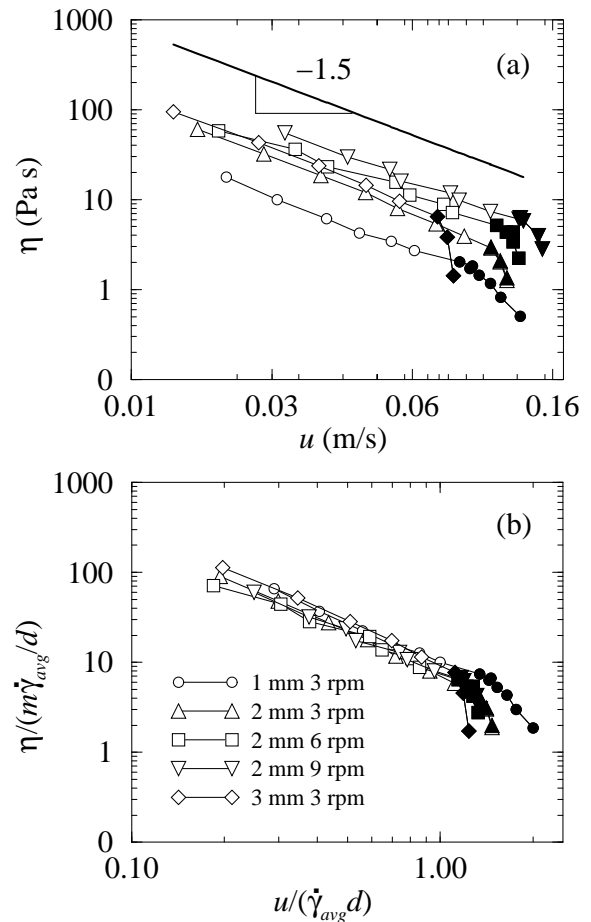 1000
100
10
1
0
η (Pa s)
−1.5
(a)
0.01 0.03 0.06 0.16
u (m/s)
1000
100
10
1
0
η/(mγ̇avg/d)
(b)
1 mm 3 rpm
2 mm 3 rpm
2 mm 6 rpm
2 mm 9 rpm
3 mm 3 rpm
0.10 1.00
u/(γ̇avg d)